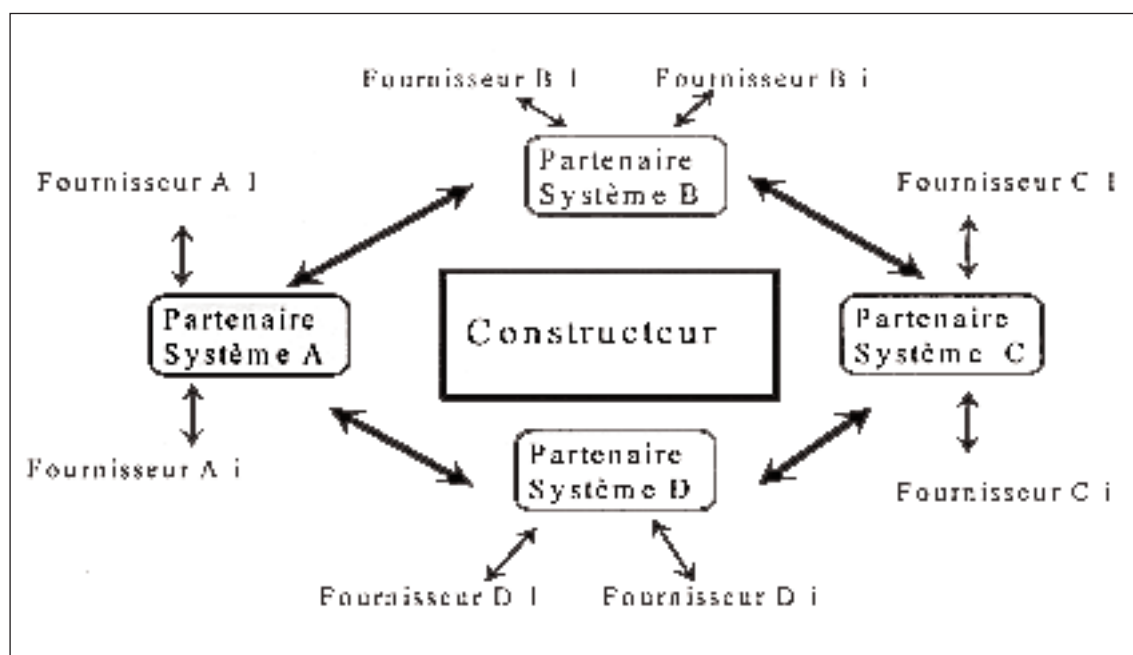 Fournisseur B 1
Fournisseur B i
Partenaire
Système B
Fournisseur A 1
Fournisseur C 1
Partenaire
Système A
Constructeur
Partenaire
Système C
Fournisseur A i
Partenaire
Système D
Fournisseur C i
Fournisseur D 1
Fournisseur D i